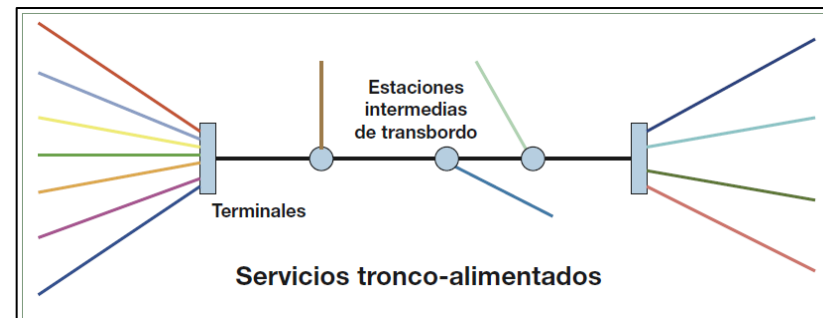 Estaciones
intermedias
de transbordo
Terminales
Servicios tronco-alimentados